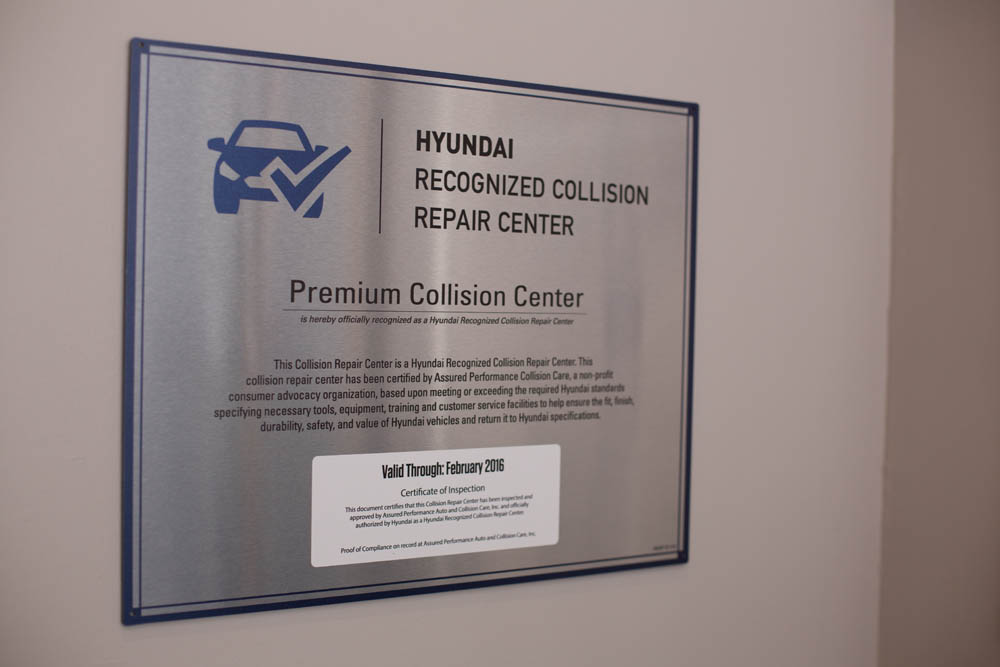 HYUNDAI
RECOGNIZED COLLISION
REPAIR CENTER
Premium Collision Center
is hereby officially recognized as a Hyundai Recognized Collision Repair Center
This Collision Repair Center is a Hyundai Recognized Collision Repair Center. This
collision repair center has been certified by Assured Performance Collision Care, a non-profit
consumer advocacy organization, based upon meeting or exceeding the required Hyundai standards
specifying necessary tools, equipment, training and customer service facilities to help ensure the fit, finish,
durability, safety, and value of Hyundai vehicles and return it to Hyundai specifications.
Valid Through: February 2016
Certificate of Inspection
This document certifies that this Collision Repair Center has been inspected and
approved by Assured Performance Auto and Collision Care, Inc. and officially
authorized by Hyundai as a Hyundai Recognized Collision Repair Center.
Proof of Compliance on record at Assured Performance Auto and Collision Care, Inc.